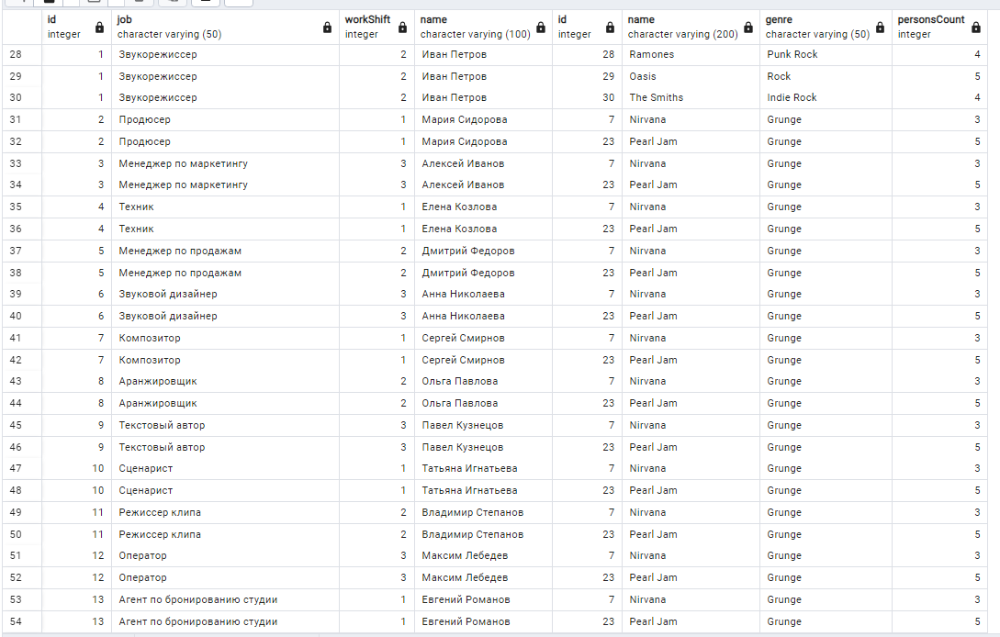 id job workShift name id name genre personsCount
integer character varying (50) integer character varying (100) integer character varying (200) character varying (50) integer
28 1 Звукорежиссер 2 Иван Петров 28 Ramones Punk Rock 4
29 1 Звукорежиссер 2 Иван Петров 29 Oasis Rock 5
30 1 Звукорежиссер 2 Иван Петров 30 The Smiths Indie Rock 4
31 2 Продюсер 1 Мария Сидорова 7 Nirvana Grunge 3
32 2 Продюсер 1 Мария Сидорова 23 Pearl Jam Grunge 5
33 3 Менеджер по маркетингу 3 Алексей Иванов 7 Nirvana Grunge 3
34 3 Менеджер по маркетингу 3 Алексей Иванов 23 Pearl Jam Grunge 5
35 4 Техник 1 Елена Козлова 7 Nirvana Grunge 3
36 4 Техник 1 Елена Козлова 23 Pearl Jam Grunge 5
37 5 Менеджер по продажам 2 Дмитрий Федоров 7 Nirvana Grunge 3
38 5 Менеджер по продажам 2 Дмитрий Федоров 23 Pearl Jam Grunge 5
39 6 Звуковой дизайнер 3 Анна Николаева 7 Nirvana Grunge 3
40 6 Звуковой дизайнер 3 Анна Николаева 23 Pearl Jam Grunge 5
41 7 Композитор 1 Сергей Смирнов 7 Nirvana Grunge 3
42 7 Композитор 1 Сергей Смирнов 23 Pearl Jam Grunge 5
43 8 Аранжировщик 2 Ольга Павлова 7 Nirvana Grunge 3
44 8 Аранжировщик 2 Ольга Павлова 23 Pearl Jam Grunge 5
45 9 Текстовый автор 3 Павел Кузнецов 7 Nirvana Grunge 3
46 9 Текстовый автор 3 Павел Кузнецов 23 Pearl Jam Grunge 5
47 10 Сценарист 1 Татьяна Игнатьева 7 Nirvana Grunge 3
48 10 Сценарист 1 Татьяна Игнатьева 23 Pearl Jam Grunge 5
49 11 Режиссер клипа 2 Владимир Степанов 7 Nirvana Grunge 3
50 11 Режиссер клипа 2 Владимир Степанов 23 Pearl Jam Grunge 5
51 12 Оператор 3 Максим Лебедев 7 Nirvana Grunge 3
52 12 Оператор 3 Максим Лебедев 23 Pearl Jam Grunge 5
53 13 Агент по бронированию студии 1 Евгений Романов 7 Nirvana Grunge 3
54 13 Агент по бронированию студии 1 Евгений Романов 23 Pearl Jam Grunge 5